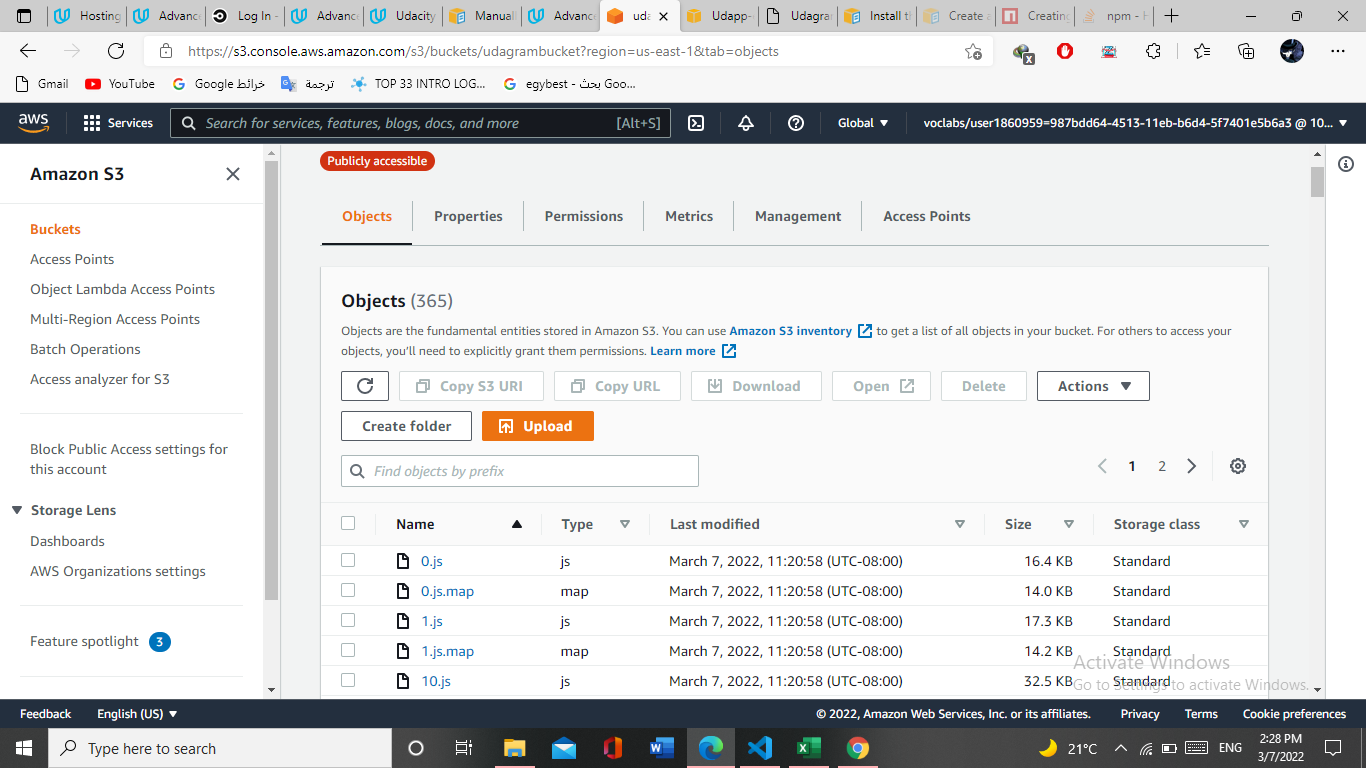 Hosting
Advance
Log In -
Advance
Udacity
Manuall
Advance
uda
Udapp-
Udagran
Install th
Create a
Creating
npm - H
https://s3.console.aws.amazon.com/s3/buckets/udagrambucket?region=us-east-1&tab=objects
Gmail
YouTube
خرائط Google
ترجمة
TOP 33 INTRO LOG...
egybest - بحث Goo...
aws
Services
Search for services, features, blogs, docs, and more
[Alt+S]
Global
voclabs/user1860959=987bdd64-4513-11eb-b6d4-5f7401e5b6a3 @ 10...
Amazon S3
Buckets
Access Points
Object Lambda Access Points
Multi-Region Access Points
Batch Operations
Access analyzer for S3
Block Public Access settings for
this account
Storage Lens
Dashboards
AWS Organizations settings
Feature spotlight 3
Publicly accessible
Objects
Properties
Permissions
Metrics
Management
Access Points
Objects (365)
Objects are the fundamental entities stored in Amazon S3. You can use Amazon S3 inventory to get a list of all objects in your bucket. For others to access your
objects, you'll need to explicitly grant them permissions. Learn more
Copy S3 URI
Copy URL
Download
Open
Delete
Actions
Create folder
Upload
Find objects by prefix
1 2
Name Type Last modified Size Storage class
0.js js March 7, 2022, 11:20:58 (UTC-08:00) 16.4 KB Standard
0.js.map map March 7, 2022, 11:20:58 (UTC-08:00) 14.0 KB Standard
1.js js March 7, 2022, 11:20:58 (UTC-08:00) 17.3 KB Standard
1.js.map map March 7, 2022, 11:20:58 (UTC-08:00) 14.2 KB Standard
10.js js March 7, 2022, 11:20:58 (UTC-08:00) 32.5 KB Standard
Activate Windows
Go to Settings to activate Windows.
Feedback
English (US)
© 2022, Amazon Web Services, Inc. or its affiliates.
Privacy
Terms
Cookie preferences
Type here to search
21°C
ENG
2:28 PM
3/7/2022